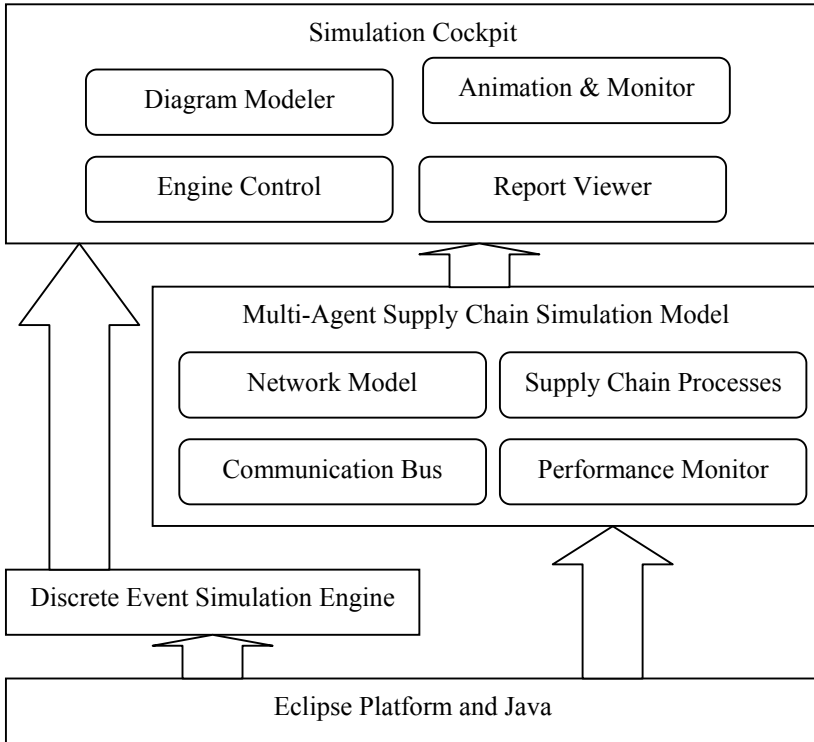 Simulation Cockpit
Diagram Modeler
Animation & Monitor
Engine Control
Report Viewer
Multi-Agent Supply Chain Simulation Model
Network Model
Supply Chain Processes
Communication Bus
Performance Monitor
Discrete Event Simulation Engine
Eclipse Platform and Java